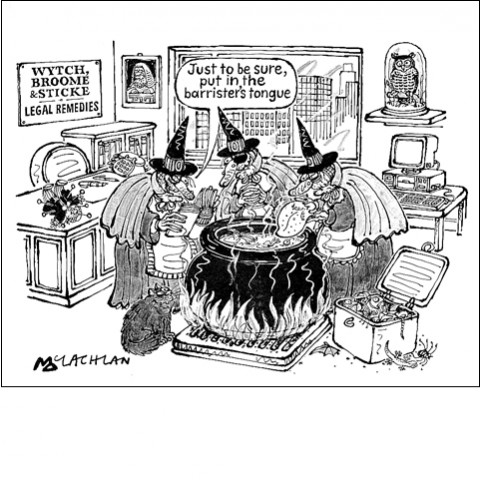 WYTCH,
BROOME
& STICKE
LEGAL REMEDIES
Just to be sure,
put in the
barrister's tongue
McLACHLAN